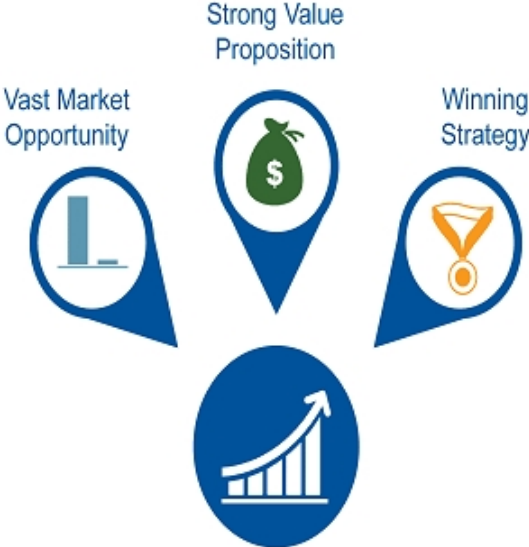 Strong Value
Proposition
Vast Market
Opportunity
Winning
Strategy
$